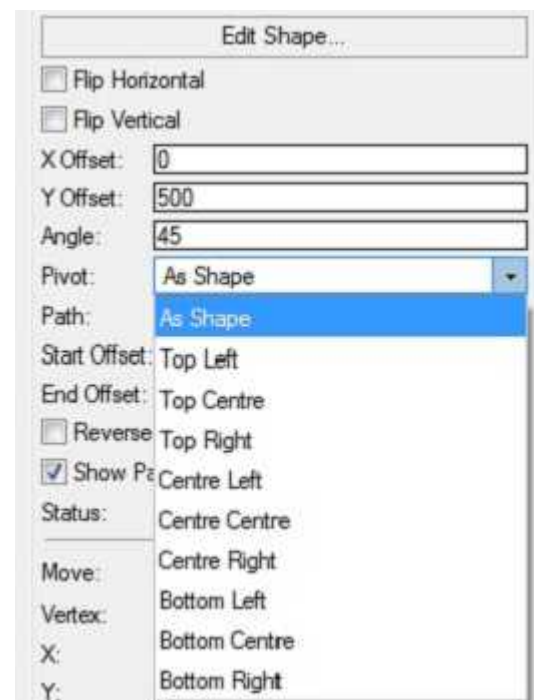 Edit Shape...
Flip Horizontal
Flip Vertical
X Offset: 0
Y Offset: 500
Angle: 45
Pivot: As Shape
Path: As Shape
Start Offset: Top Left
End Offset: Top Centre
Reverse Top Right
Show Pa Centre Left
Status: Centre Centre
Centre Right
Move:
Bottom Left
Vertex:
Bottom Centre
X:
Bottom Right
Y: